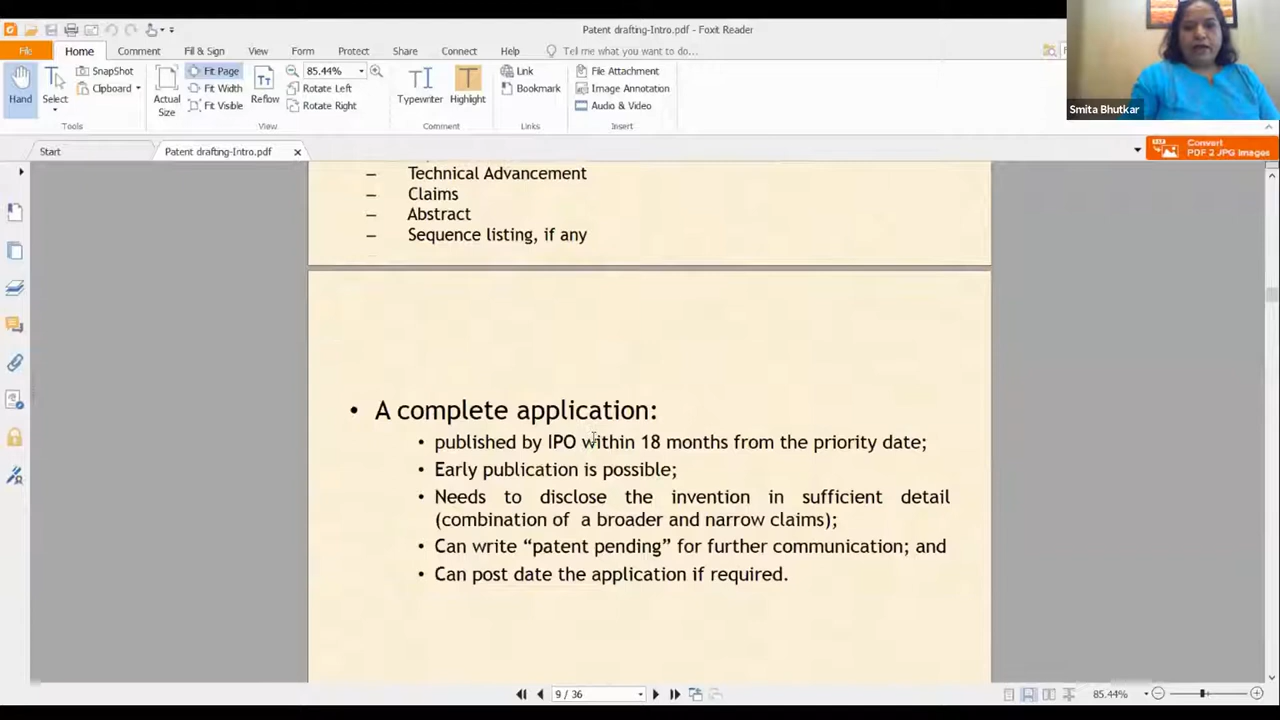 Patent drafting-Intro.pdf - Foxit Reader
File Home Comment Fill & Sign View Form Protect Share Connect Help Tell me what you want to do...
Hand
Select
SnapShot
Clipboard
Tools
Actual Size
Fit Page
Fit Width
Fit Visible
Reflow
85.44%
Rotate Left
Rotate Right
View
Typewriter
Highlight
Comment
Link
Bookmark
Links
File Attachment
Image Annotation
Audio & Video
Insert
Smita Bhutkar
Start
Patent drafting-Intro.pdf
Convert
PDF 2 JPG Images
– Technical Advancement
– Claims
– Abstract
– Sequence listing, if any
• A complete application:
• published by IPO within 18 months from the priority date;
• Early publication is possible;
• Needs to disclose the invention in sufficient detail
(combination of a broader and narrow claims);
• Can write “patent pending” for further communication; and
• Can post date the application if required.
9 / 36
85.44%